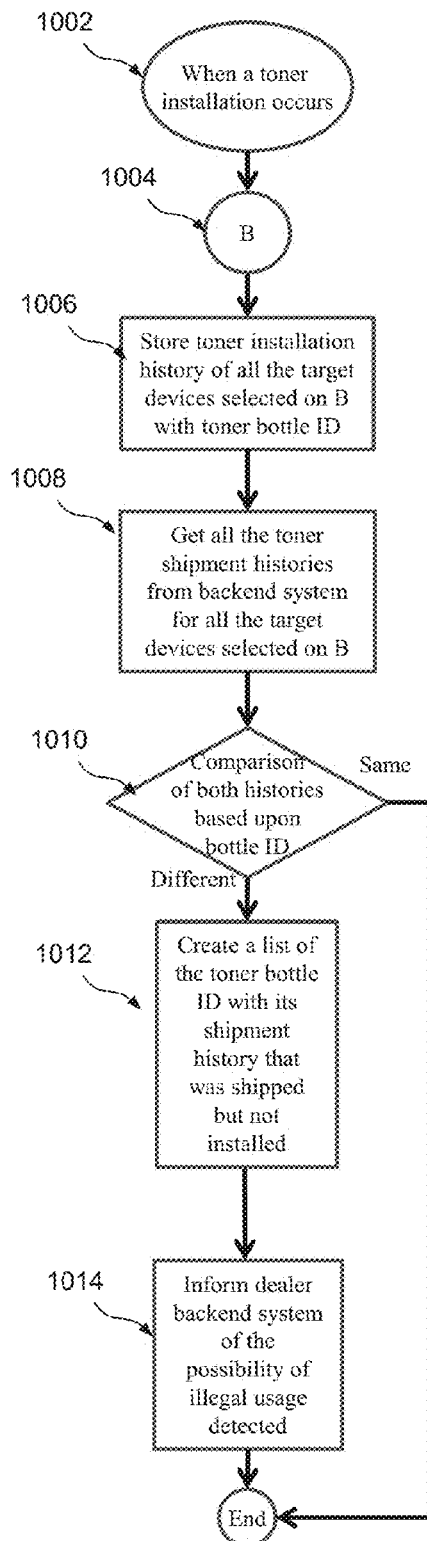 1002
When a toner
installation occurs
1004
B
1006
Store toner installation
history of all the target
devices selected on B
with toner bottle ID
1008
Get all the toner
shipment histories
from backend system
for all the target
devices selected on B
1010
Comparison
of both histories
based upon
bottle ID
Same
Different
1012
Create a list of
the toner bottle
ID with its
shipment
history that
was shipped
but not
installed
1014
Inform dealer
backend system
of the
possibility of
illegal usage
detected
End